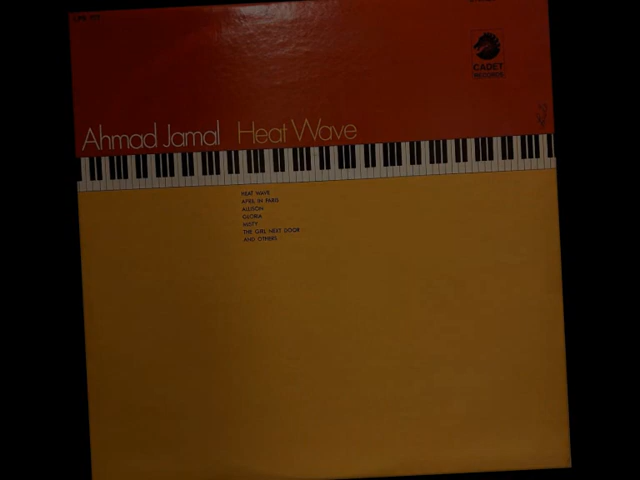 Ahmad Jamal Heat Wave
CADET
RECORDS
HEAT WAVE
APRIL IN PARIS
ALLISON
GLORIA
MISTY
THE GIRL NEXT DOOR
AND OTHERS